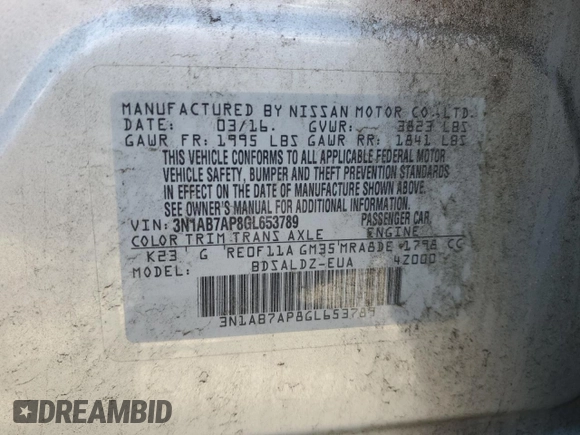 MANUFACTURED BY NISSAN MOTOR CO.,LTD.
DATE: 03/16. GVWR: 3823 LBS
GAWR FR: 1995 LBS GAWR RR: 1841 LBS
THIS VEHICLE CONFORMS TO ALL APPLICABLE FEDERAL MOTOR
VEHICLE SAFETY, BUMPER AND THEFT PREVENTION STANDARDS
IN EFFECT ON THE DATE OF MANUFACTURE SHOWN ABOVE.
SEE OWNER'S MANUAL FOR ADDITIONAL INFORMATION.
VIN: 3N1AB7AP8GL653789 PASSENGER CAR
COLOR TRIM TRANS AXLE ENGINE
K23 G RE0F11A GM35 MRA8DE 1798 CC
MODEL: BDSALDZ-EUA 4Z000
3N1AB7AP8GL653789
DREAMBID